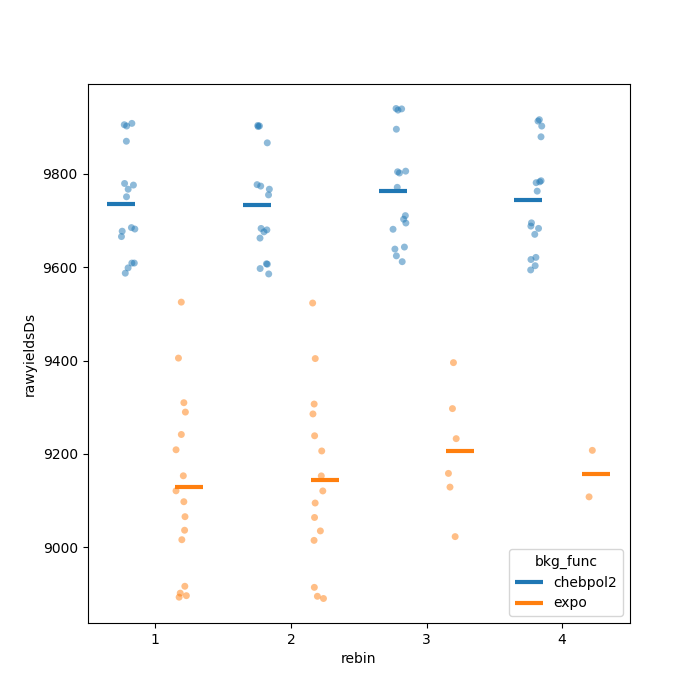 rawyieldsDs
9800
9600
9400
9200
9000
1 2 3 4
rebin
bkg_func
chebpol2
expo